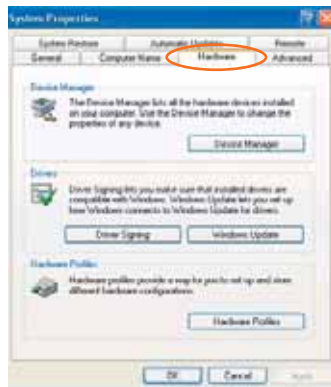 System Properties
System Restore Automatic Updates Remote
General Computer Name Hardware Advanced
Device Manager
The Device Manager lists all the hardware devices installed
on your computer. Use the Device Manager to change the
properties of any device.
Device Manager
Drivers
Driver Signing lets you make sure that installed drivers are
compatible with Windows. Windows Update lets you set up
how Windows connects to Windows Update for drivers.
Driver Signing Windows Update
Hardware Profiles
Hardware profiles provide a way for you to set up and store
different hardware configurations.
Hardware Profiles
OK Cancel Apply